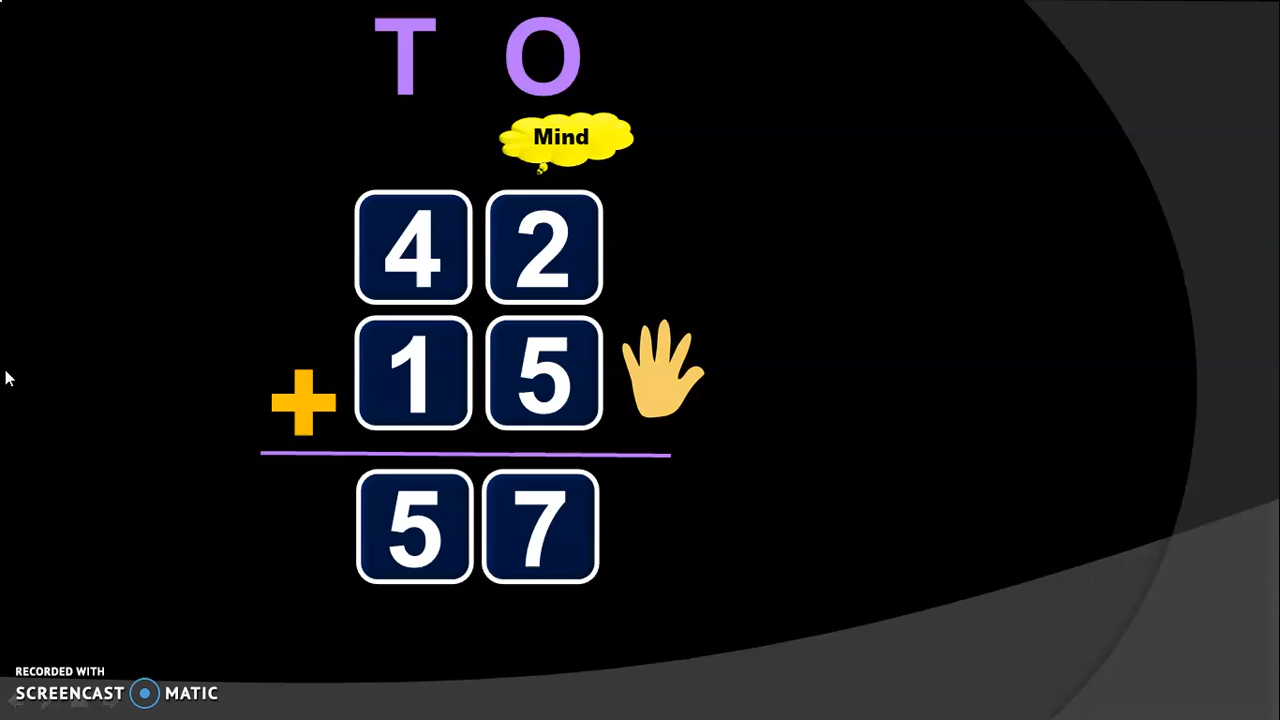 T O
Mind
4 2
+ 1 5
5 7
RECORDED WITH
SCREENCAST MATIC